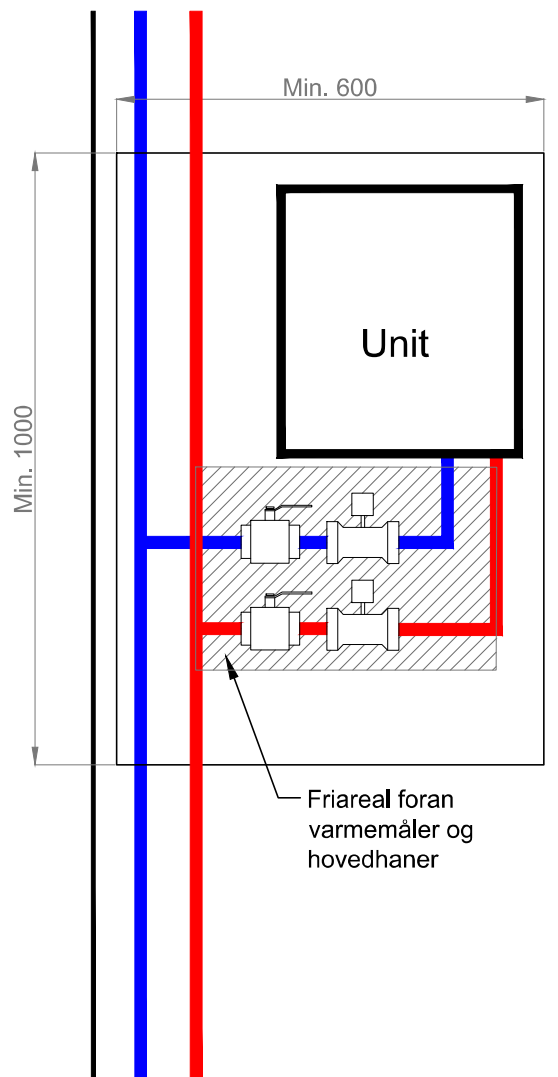 Min. 600
Unit
Min. 1000
Friareal foran
varmemåler og
hovedhaner